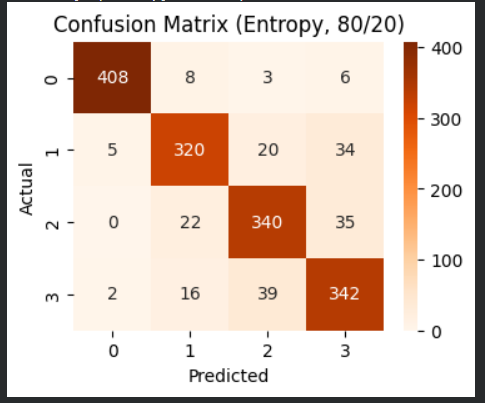 Confusion Matrix (Entropy, 80/20)
0 408 8 3 6
1 5 320 20 34
2 0 22 340 35
3 2 16 39 342
0 1 2 3
Actual
Predicted
400
300
200
100
0